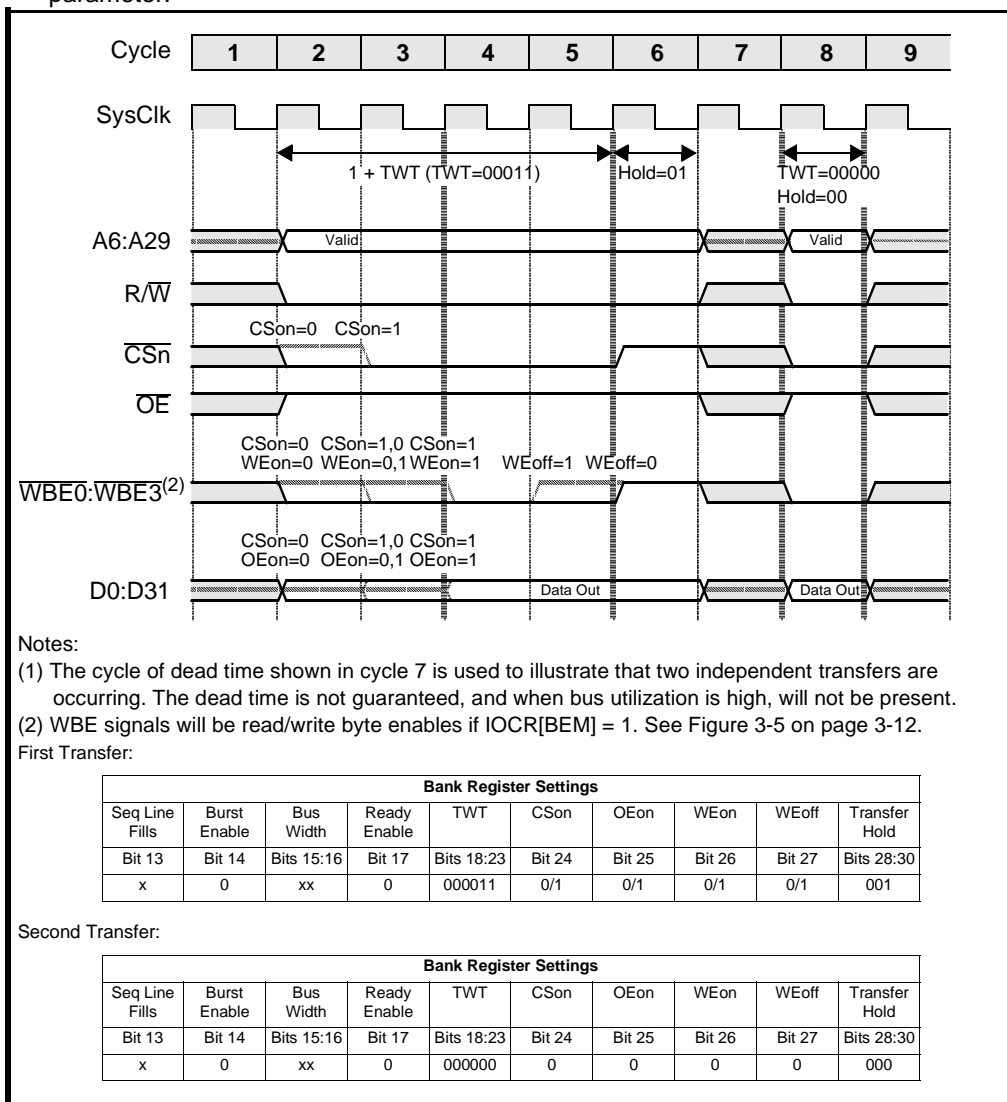 parameter.
Cycle 1 2 3 4 5 6 7 8 9
SysClk
1 + TWT (TWT=00011) Hold=01 TWT=00000
Hold=00
A6:A29 Valid Valid
R/W
CSon=0 CSon=1
CSn
OE
CSon=0 CSon=1,0 CSon=1
WEon=0 WEon=0,1 WEon=1 WEoff=1 WEoff=0
WBE0:WBE3(2)
CSon=0 CSon=1,0 CSon=1
OEon=0 OEon=0,1 OEon=1
D0:D31 Data Out Data Out
Notes:
(1) The cycle of dead time shown in cycle 7 is used to illustrate that two independent transfers are
occurring. The dead time is not guaranteed, and when bus utilization is high, will not be present.
(2) WBE signals will be read/write byte enables if IOCR[BEM] = 1. See Figure 3-5 on page 3-12.
First Transfer:
Bank Register Settings
Seq Line Burst Bus Ready TWT CSon OEon WEon WEoff Transfer
Fills Enable Width Enable Hold
Bit 13 Bit 14 Bits 15:16 Bit 17 Bits 18:23 Bit 24 Bit 25 Bit 26 Bit 27 Bits 28:30
x 0 xx 0 000011 0/1 0/1 0/1 0/1 001
Second Transfer:
Bank Register Settings
Seq Line Burst Bus Ready TWT CSon OEon WEon WEoff Transfer
Fills Enable Width Enable Hold
Bit 13 Bit 14 Bits 15:16 Bit 17 Bits 18:23 Bit 24 Bit 25 Bit 26 Bit 27 Bits 28:30
x 0 xx 0 000000 0 0 0 0 000